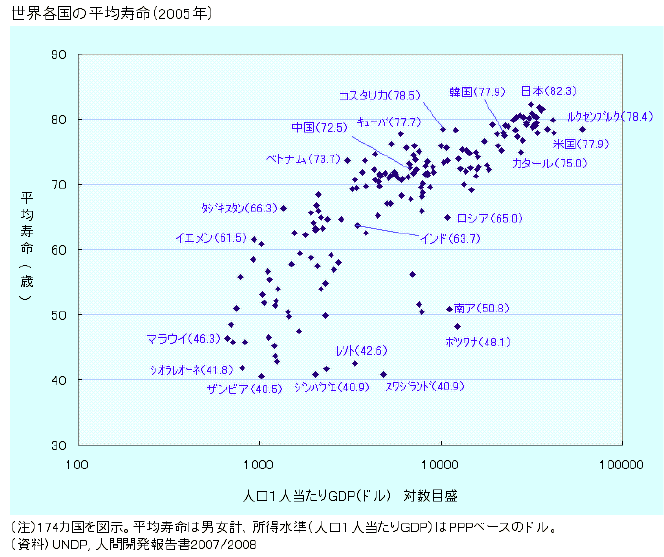 世界各国の平均寿命(2005年)
90
80
70
60
50
40
30
平均寿命(歳)
コスタリカ(78.5)
韓国(77.9)
日本(82.3)
キューバ(77.7)
ルクセンブルク(78.4)
中国(72.5)
米国(77.9)
ベトナム(73.7)
カタール(75.0)
タジキスタン(66.3)
ロシア(65.0)
イエメン(61.5)
インド(63.7)
南ア(50.8)
マラウイ(46.3)
レソト(42.6)
ボツワナ(48.1)
シオラレオーネ(41.8)
ザンビア(40.5)
ジンバブエ(40.9)
スワジランド(40.9)
100
1000
10000
100000
人口1人当たりGDP(ドル) 対数目盛
(注)174カ国を図示。平均寿命は男女計、所得水準(人口1人当たりGDP)はPPPベースのドル。
(資料)UNDP, 人間開発報告書2007/2008